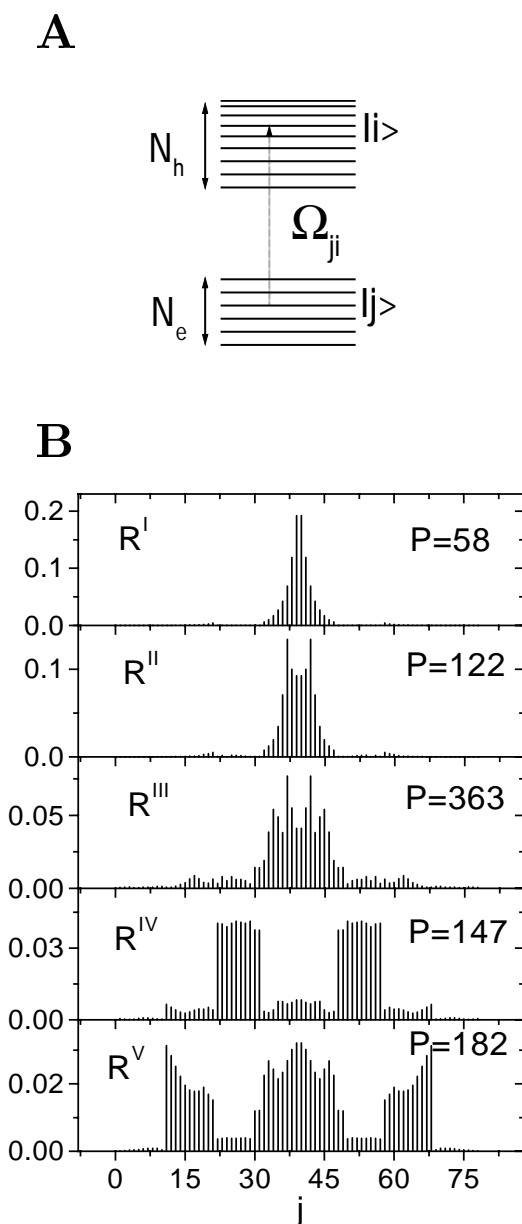 A
N_h
|i>
Ω_ji
N_e
|j>
B
0.2
R^I
P=58
0.1
0.0
R^II
P=122
0.1
0.0
R^III
P=363
0.05
0.00
R^IV
P=147
0.03
0.00
R^V
P=182
0.02
0.00
0 15 30 45 60 75
j